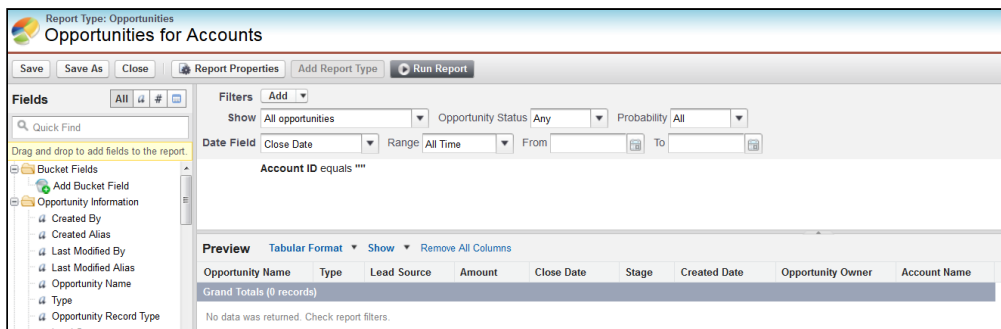 Report Type: Opportunities
Opportunities for Accounts
Save Save As Close Report Properties Add Report Type Run Report
Fields All a # Filters Add
Quick Find
Show All opportunities Opportunity Status Any Probability All
Drag and drop to add fields to the report.
Date Field Close Date Range All Time From To
Bucket Fields
Account ID equals ""
Add Bucket Field
Opportunity Information
a Created By
a Created Alias
a Last Modified By
a Last Modified Alias
a Opportunity Name
a Type
a Opportunity Record Type
Preview Tabular Format Show Remove All Columns
Opportunity Name Type Lead Source Amount Close Date Stage Created Date Opportunity Owner Account Name
Grand Totals (0 records)
No data was returned. Check report filters.